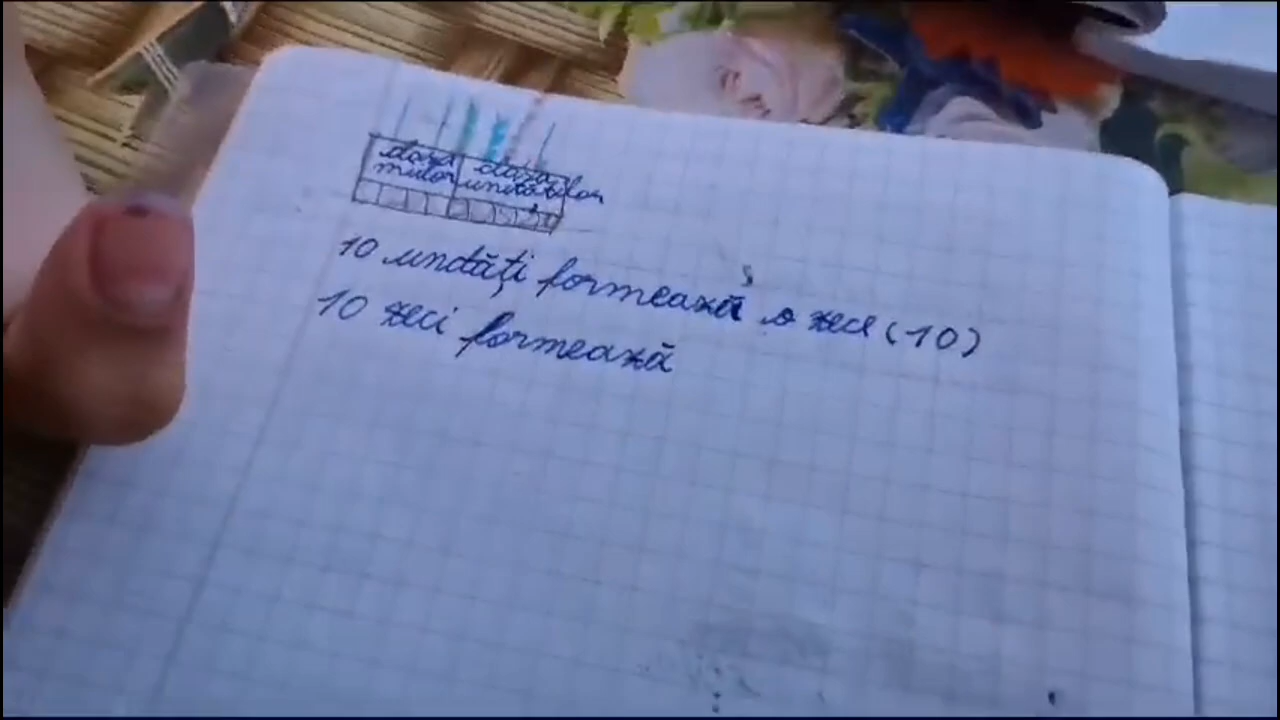 clasa clasa
miilor unităților
10 undăți formează o zece (10)
10 zeci formează